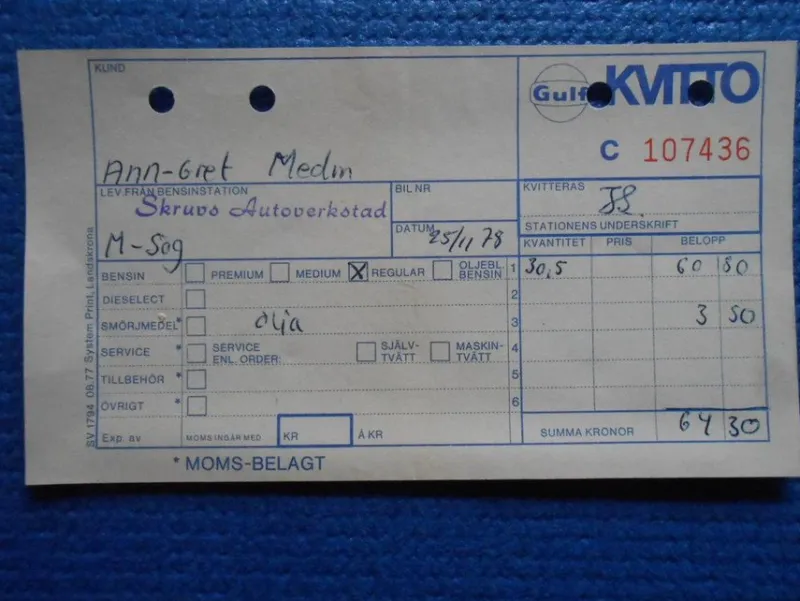 KUND
Gulf KVITTO
C 107436
Ann-Gret Medin
LEV. FRÅN BENSINSTATION
Skruvs Autoverkstad
M-Sog
BIL NR
DATUM 25/11 78
KVITTERAS
JS.
STATIONENS UNDERSKRIFT
KVANTITET PRIS BELOPP
BENSIN PREMIUM MEDIUM X REGULAR OLJEBL. BENSIN 1 30,5 60 80
DIESELECT 2
SMÖRJMEDEL* olja 3 3 50
SERVICE * SERVICE ENL. ORDER: SJÄLV-TVÄTT MASKIN-TVÄTT 4
TILLBEHÖR * 5
ÖVRIGT * 6
Exp. av MOMS INGÅR MED KR Á KR
SUMMA KRONOR 64 30
* MOMS-BELAGT
SV 1794 08.77 System Print, Landskrona